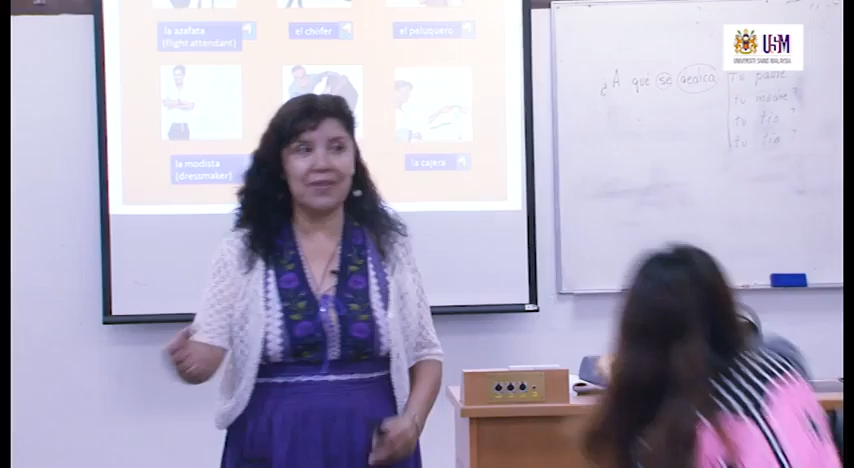 la azafata
(flight attendant)
el chófer
el peluquero
la modista
(dressmaker)
la cajera
USM
UNIVERSITI SAINS MALAYSIA
¿A qué se dedica
tu padre
tu madre?
tu tío ?
tu tía ?